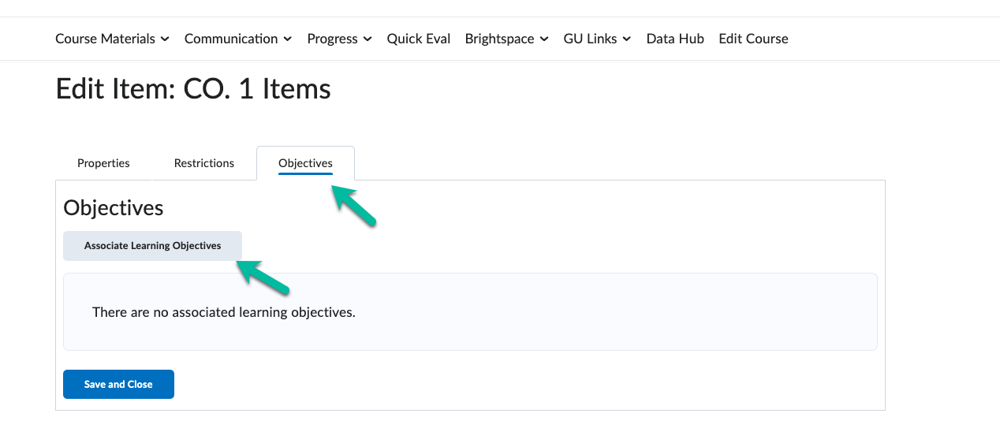 Course Materials Communication Progress Quick Eval Brightspace GU Links Data Hub Edit Course
Edit Item: CO. 1 Items
Properties Restrictions Objectives
Objectives
Associate Learning Objectives
There are no associated learning objectives.
Save and Close